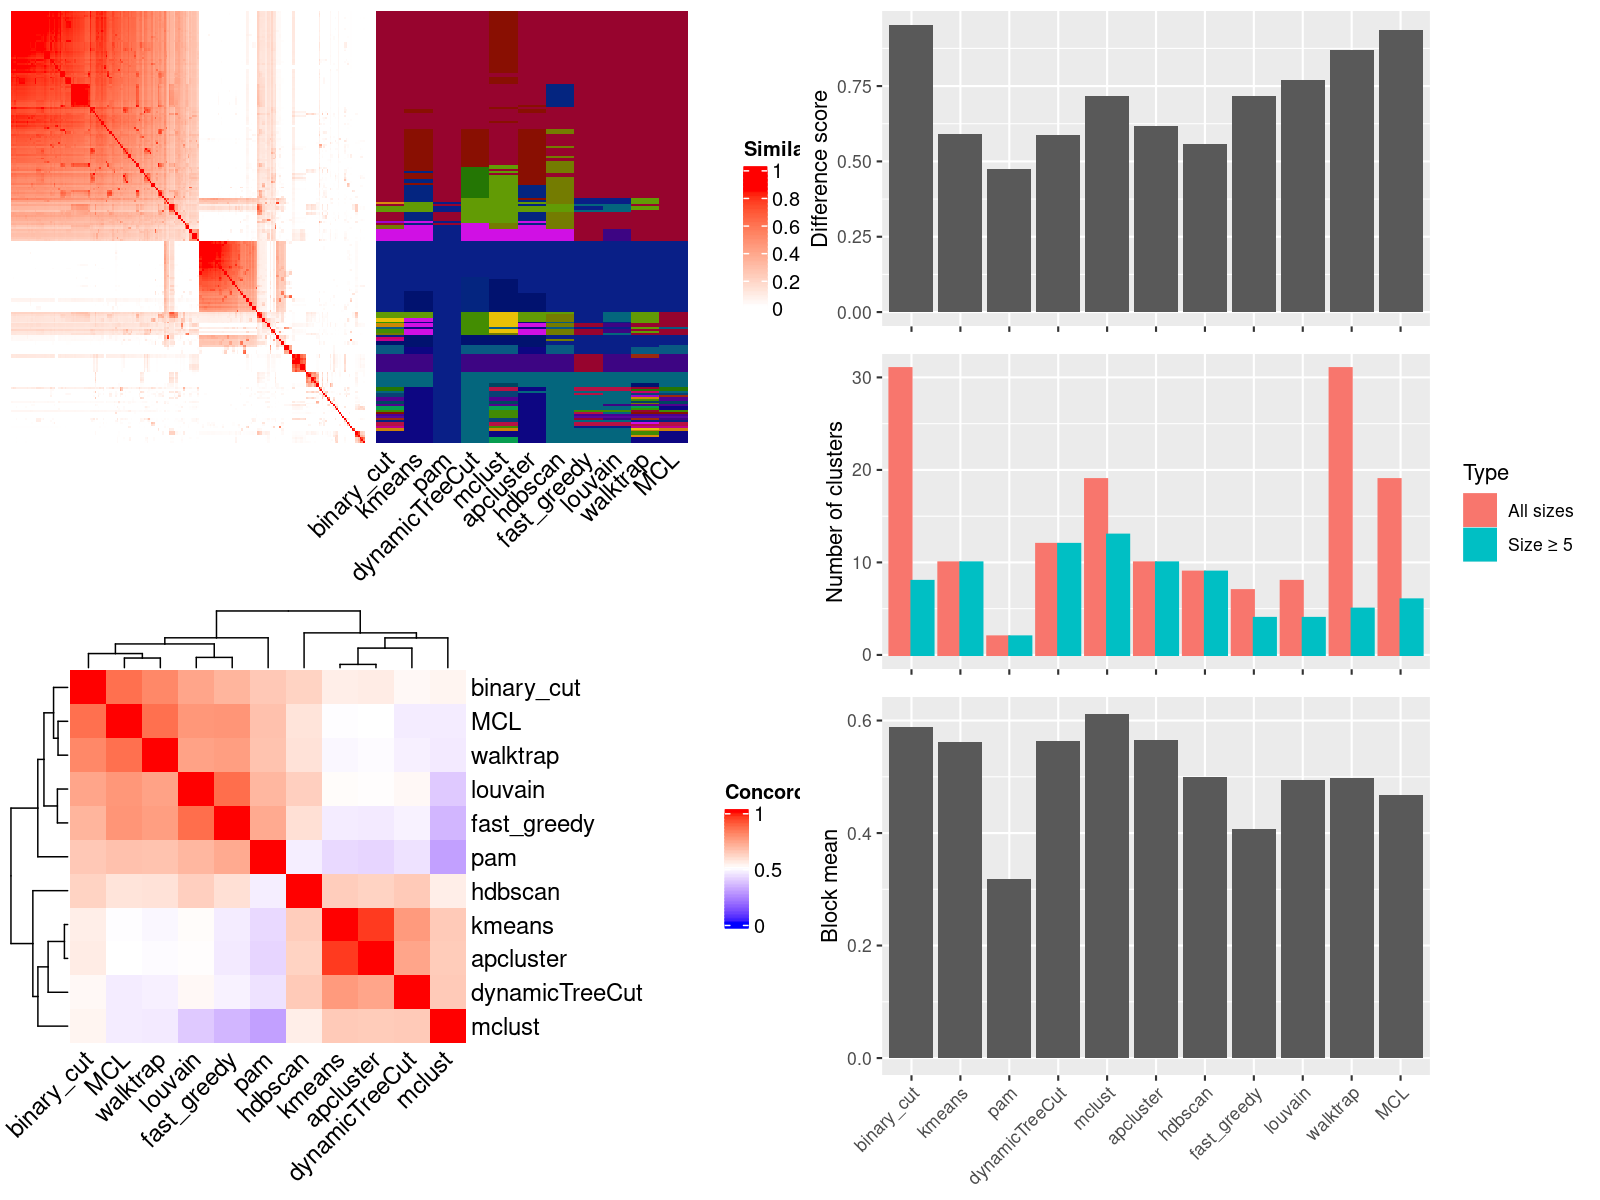 Simila
1
0.8
0.6
0.4
0.2
0
binary_cut
kmeans
pam
dynamicTreeCut
mclust
apcluster
hdbscan
fast_greedy
louvain
walktrap
MCL
binary_cut
MCL
walktrap
louvain
fast_greedy
pam
hdbscan
kmeans
apcluster
dynamicTreeCut
mclust
binary_cut
MCL
walktrap
louvain
fast_greedy
pam
hdbscan
kmeans
apcluster
dynamicTreeCut
mclust
Concord
1
0.5
0
Difference score
0.75
0.50
0.25
0.00
Number of clusters
30
20
10
0
Type
All sizes
Size ≥ 5
Block mean
0.6
0.4
0.2
0.0
binary_cut
kmeans
pam
dynamicTreeCut
mclust
apcluster
hdbscan
fast_greedy
louvain
walktrap
MCL